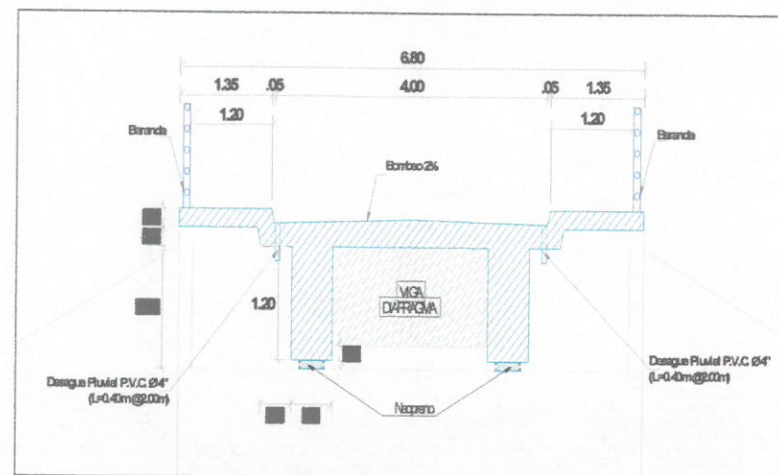 6.80
1.35 .05 4.00 .05 1.35
1.20 1.20
Baranda
Baranda
Bombeo 2%
VIGA
DIAFRAGMA
1.20
Desague Pluvial P.V.C. Ø4"
(L=0.40m @2.00m)
Desague Pluvial P.V.C. Ø4"
(L=0.40m @2.00m)
Neopreno